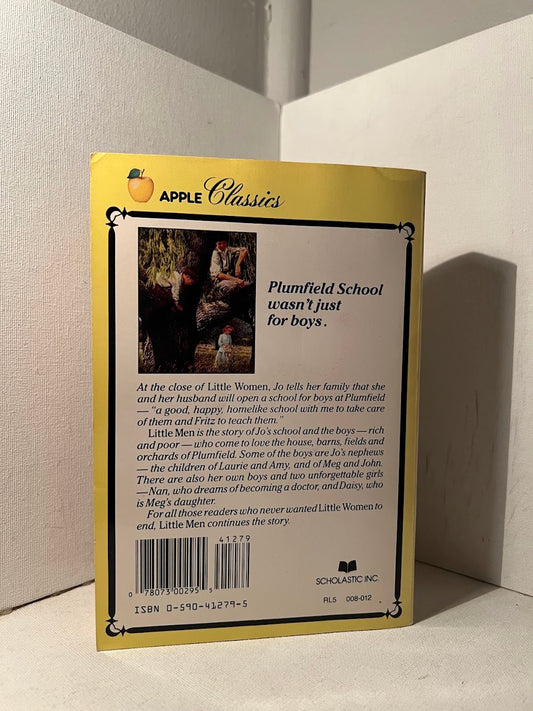 APPLE Classics
Plumfield School
wasn't just
for boys.
At the close of Little Women, Jo tells her family that she
and her husband will open a school for boys at Plumfield
— "a good, happy, homelike school with me to take care
of them and Fritz to teach them."
Little Men is the story of Jo's school and the boys — rich
and poor — who come to love the house, barns, fields and
orchards of Plumfield. Some of the boys are Jo's nephews
— the children of Laurie and Amy, and of Meg and John.
There are also her own boys and two unforgettable girls
—Nan, who dreams of becoming a doctor, and Daisy, who
is Meg's daughter.
For all those readers who never wanted Little Women to
end, Little Men continues the story.
41279
0 78073 00295 5
ISBN 0-590-41279-5
SCHOLASTIC INC.
RL5 008-012